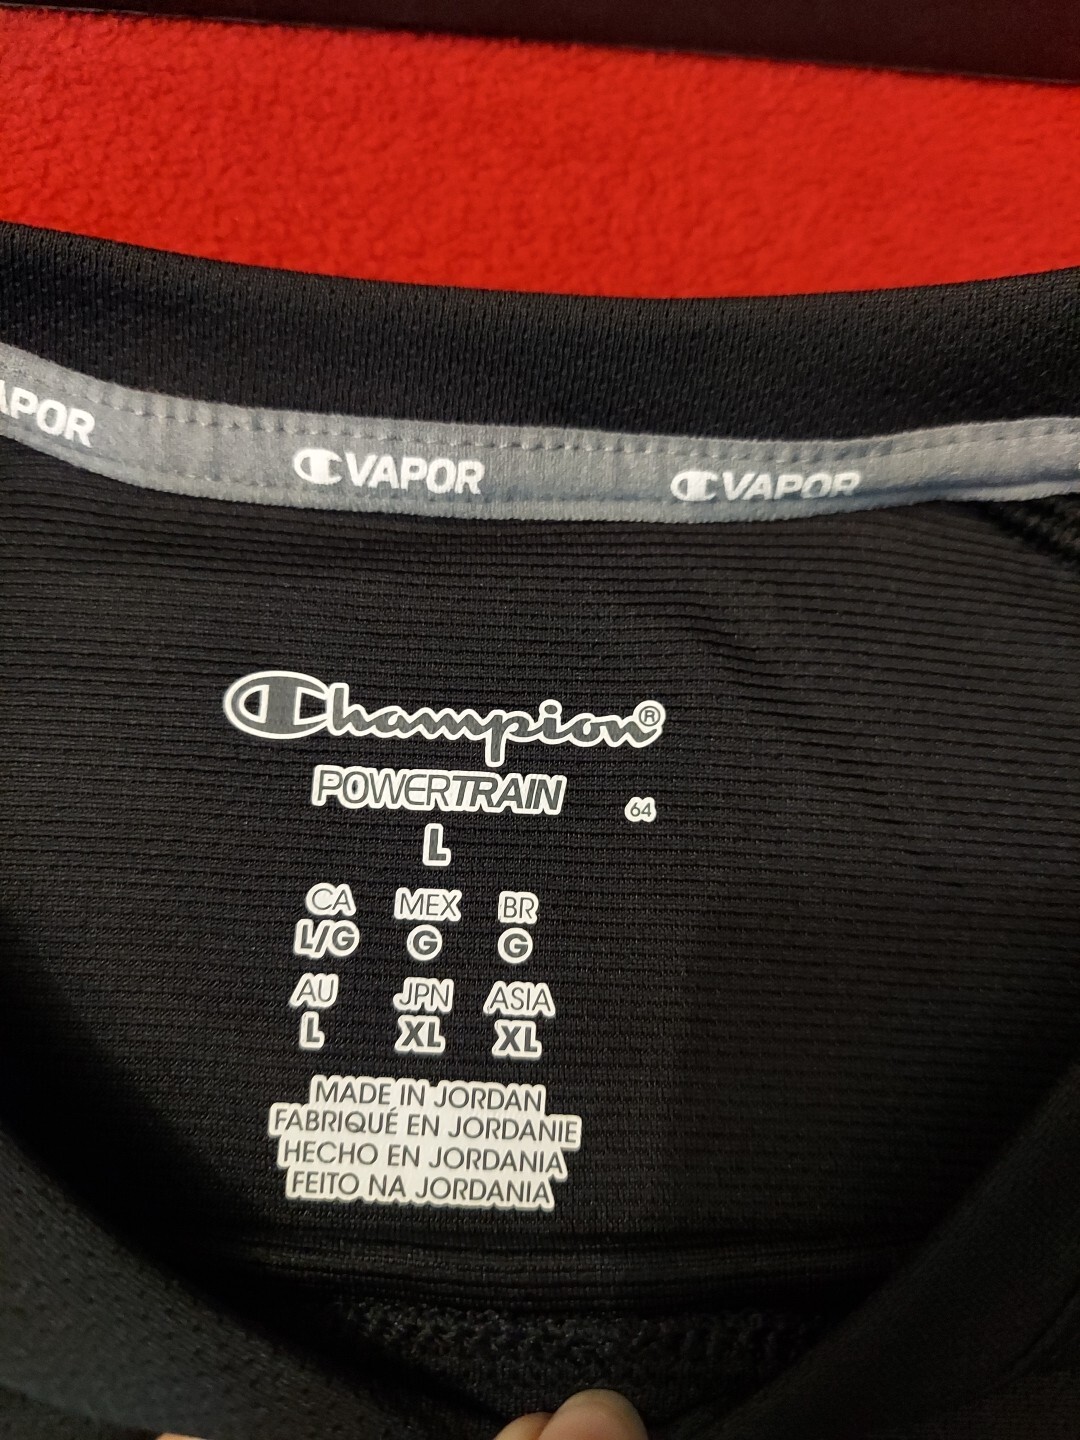 APOR C VAPOR C VAPOR
Champion®
POWERTRAIN 64
L
CA MEX BR
L/G G G
AU JPN ASIA
L XL XL
MADE IN JORDAN
FABRIQUÉ EN JORDANIE
HECHO EN JORDANIA
FEITO NA JORDANIA